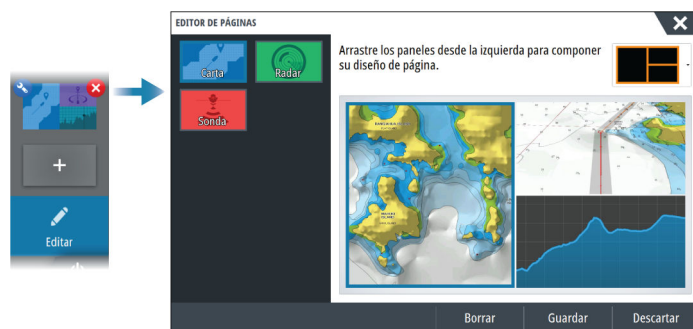 EDITOR DE PÁGINAS
Carta
Radar
Sonda
Arrastre los paneles desde la izquierda para componer
su diseño de página.
+
Editar
Borrar
Guardar
Descartar